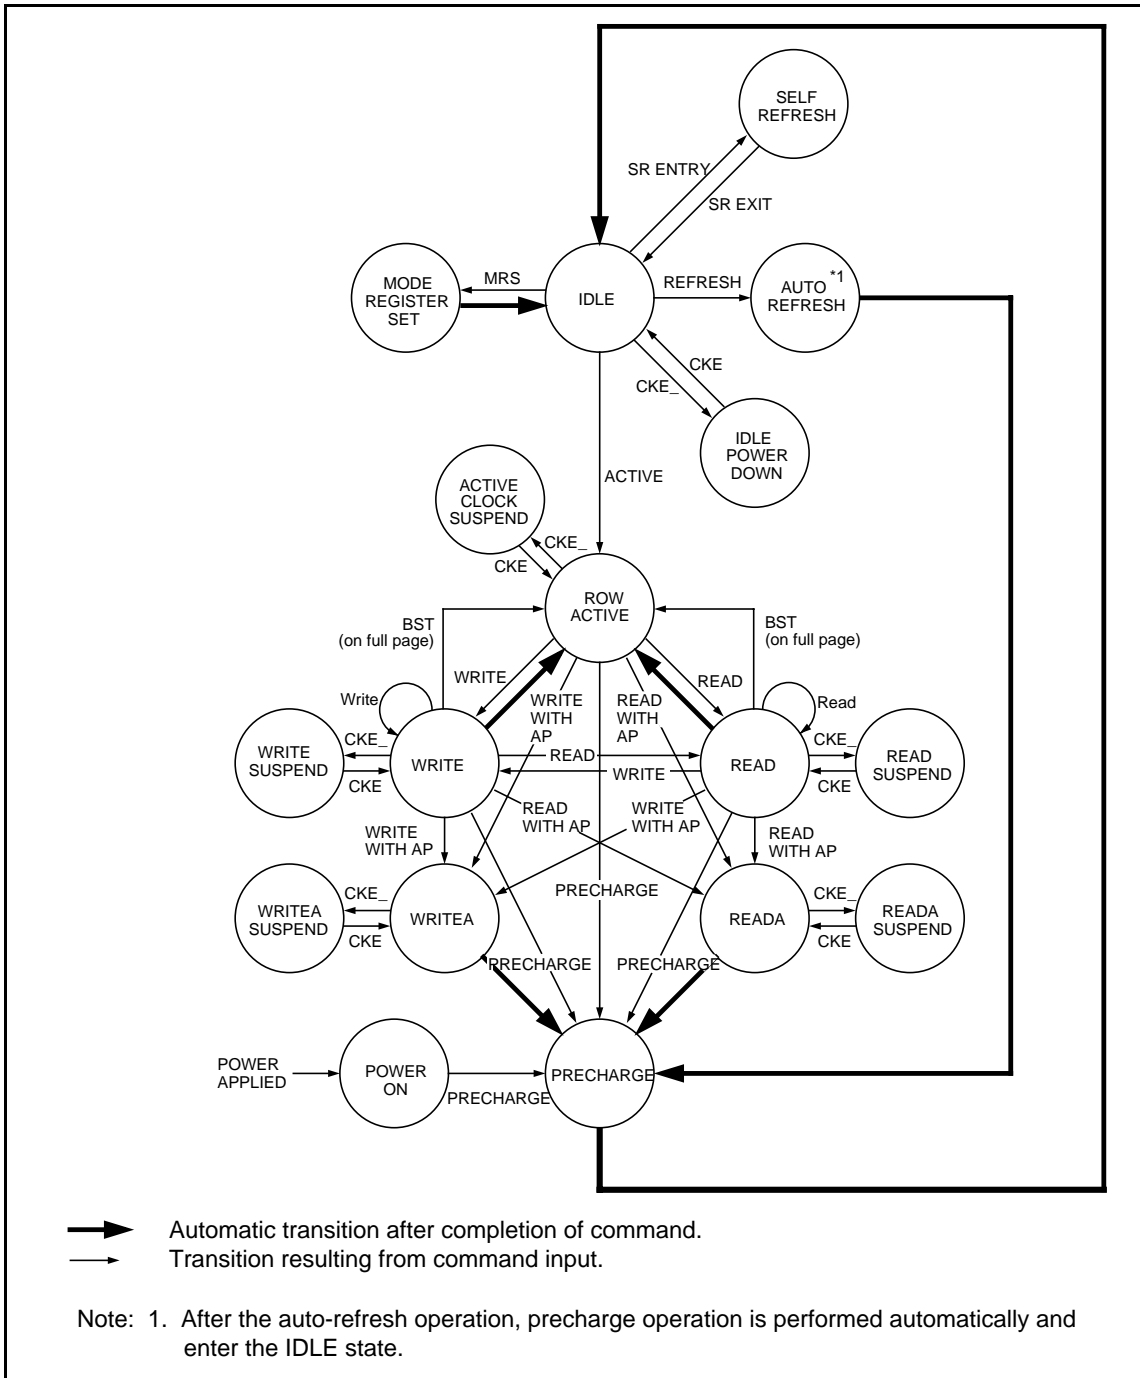 SELF
REFRESH
SR ENTRY
SR EXIT
MODE
REGISTER
SET
MRS
IDLE
REFRESH
AUTO *1
REFRESH
CKE
CKE_
IDLE
POWER
DOWN
ACTIVE
ACTIVE
CLOCK
SUSPEND
CKE_
CKE
ROW
ACTIVE
BST
(on full page)
BST
(on full page)
WRITE
READ
Write
WRITE
WITH
AP
READ
WITH
AP
Read
WRITE
SUSPEND
CKE_
CKE
WRITE
READ
WRITE
READ
CKE_
CKE
READ
SUSPEND
WRITE
WITH AP
READ
WITH AP
WRITE
WITH AP
READ
WITH AP
WRITEA
SUSPEND
CKE_
CKE
WRITEA
PRECHARGE
READA
CKE_
CKE
READA
SUSPEND
PRECHARGE
PRECHARGE
POWER
APPLIED
POWER
ON
PRECHARGE
PRECHARGE
Automatic transition after completion of command.
Transition resulting from command input.
Note: 1. After the auto-refresh operation, precharge operation is performed automatically and
enter the IDLE state.